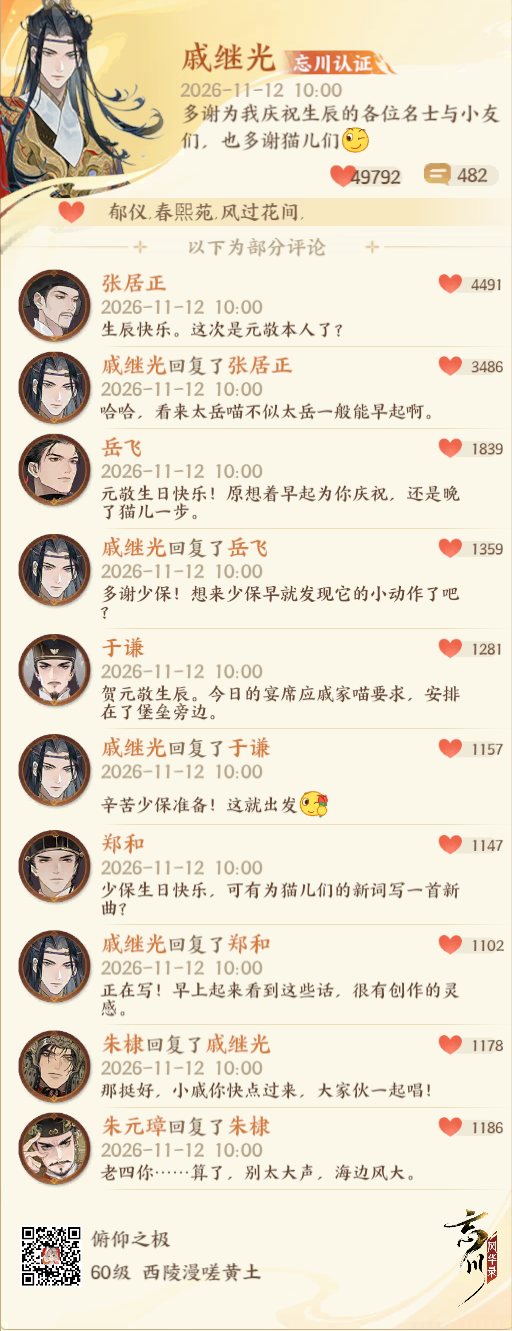 戚继光 忘川认证
2026-11-12 10:00
多谢为我庆祝生辰的各位名士与小友
们，也多谢猫儿们
49792 482
郁仪,春熙苑,风过花间,
以下为部分评论
张居正 4491
2026-11-12 10:00
生辰快乐。这次是元敬本人了？
戚继光回复了张居正 3486
2026-11-12 10:00
哈哈，看来太岳喵不似太岳一般能早起啊。
岳飞 1839
2026-11-12 10:00
元敬生日快乐！原想着早起为你庆祝，还是晚
了猫儿一步。
戚继光回复了岳飞 1359
2026-11-12 10:00
多谢少保！想来少保早就发现它的小动作了吧
？
于谦 1281
2026-11-12 10:00
贺元敬生辰。今日的宴席应戚家喵要求，安排
在了堡垒旁边。
戚继光回复了于谦 1157
2026-11-12 10:00
辛苦少保准备！这就出发
郑和 1147
2026-11-12 10:00
少保生日快乐，可有为猫儿们的新词写一首新
曲？
戚继光回复了郑和 1102
2026-11-12 10:00
正在写！早上起来看到这些话，很有创作的灵
感。
朱棣回复了戚继光 1178
2026-11-12 10:00
那挺好，小戚你快点过来，大家伙一起唱！
朱元璋回复了朱棣 1186
2026-11-12 10:00
老四你……算了，别太大声，海边风大。
俯仰之极
60级 西陵漫嗟黄土
忘川
风华录